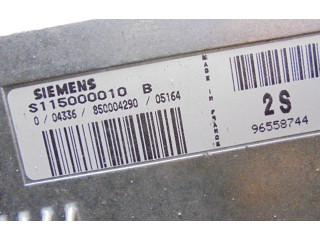 SIEMENS
S115000010 B
0 / 04336 / 850004290 / 05164
MADE IN FRANCE
2S
96558744